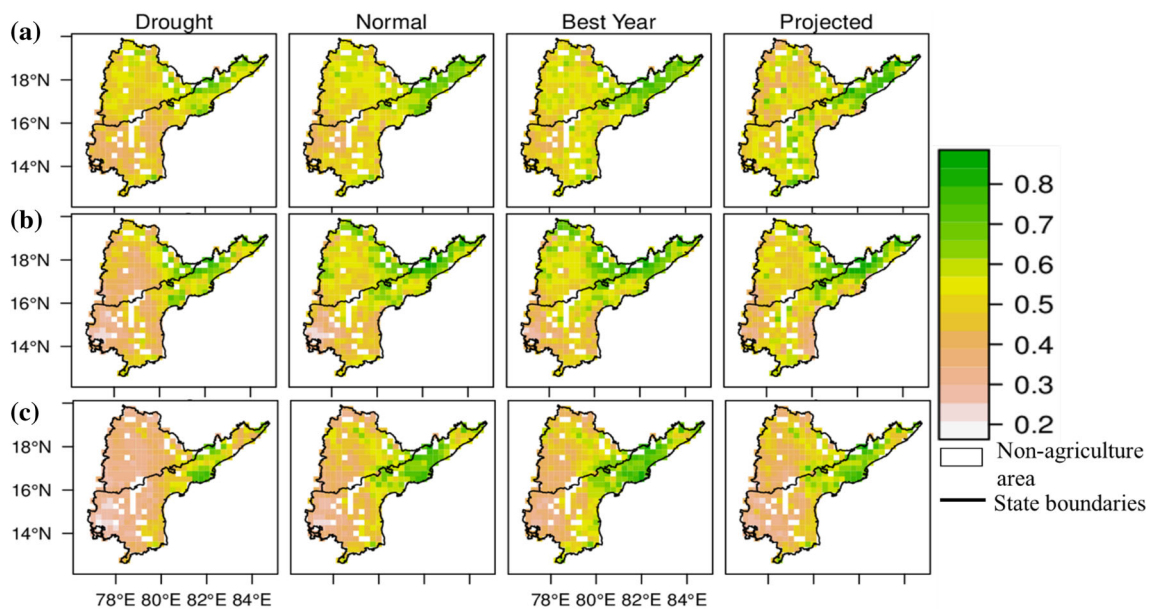 Drought Normal Best Year Projected
(a)
18°N
16°N
14°N
(b)
18°N
16°N
14°N
(c)
18°N
16°N
14°N
78°E 80°E 82°E 84°E 78°E 80°E 82°E 84°E
0.8
0.7
0.6
0.5
0.4
0.3
0.2
Non-agriculture
area
State boundaries